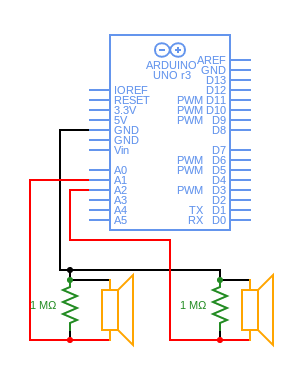 ARDUINO
UNO r3
IOREF
RESET
3.3V
5V
GND
GND
Vin
A0
A1
A2
A3
A4
A5
AREF
GND
D13
D12
PWM D11
PWM D10
PWM D9
D8
D7
PWM D6
PWM D5
D4
PWM D3
D2
TX D1
RX D0
1 MΩ
1 MΩ